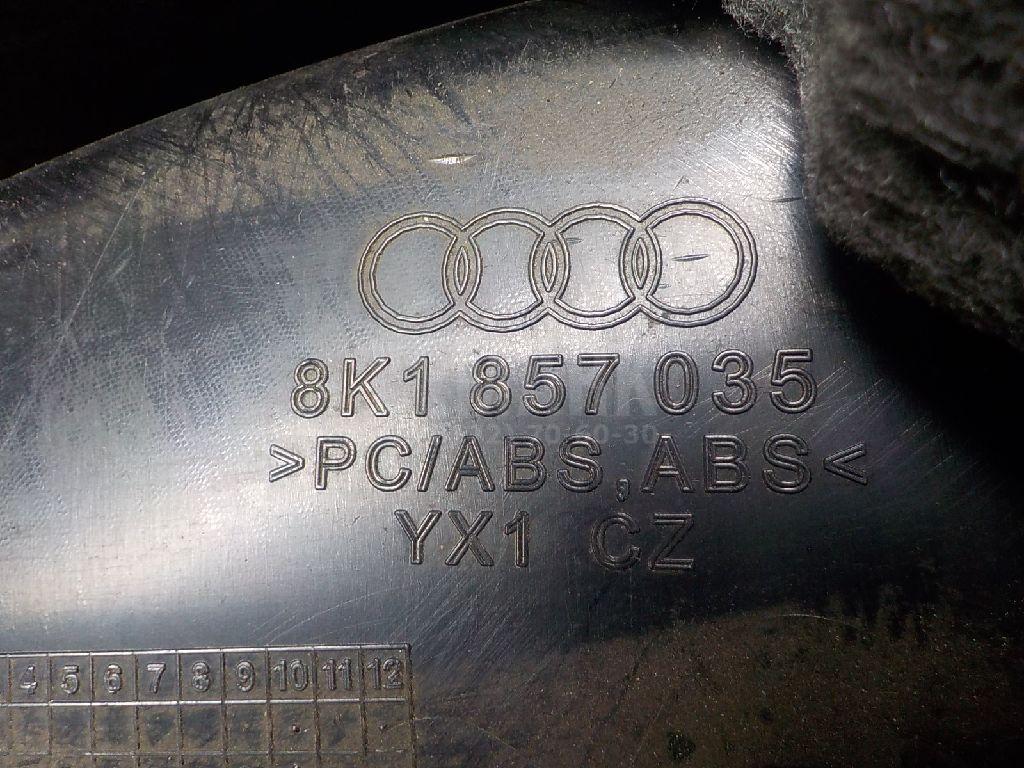 8K1 857 035
>PC/ABS, ABS<
YX1 CZ
4 5 6 7 8 9 10 11 12